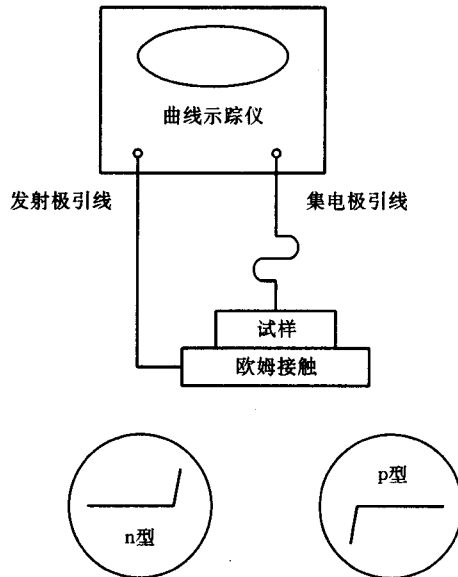 曲线示踪仪
发射极引线
集电极引线
试样
欧姆接触
n型
p型